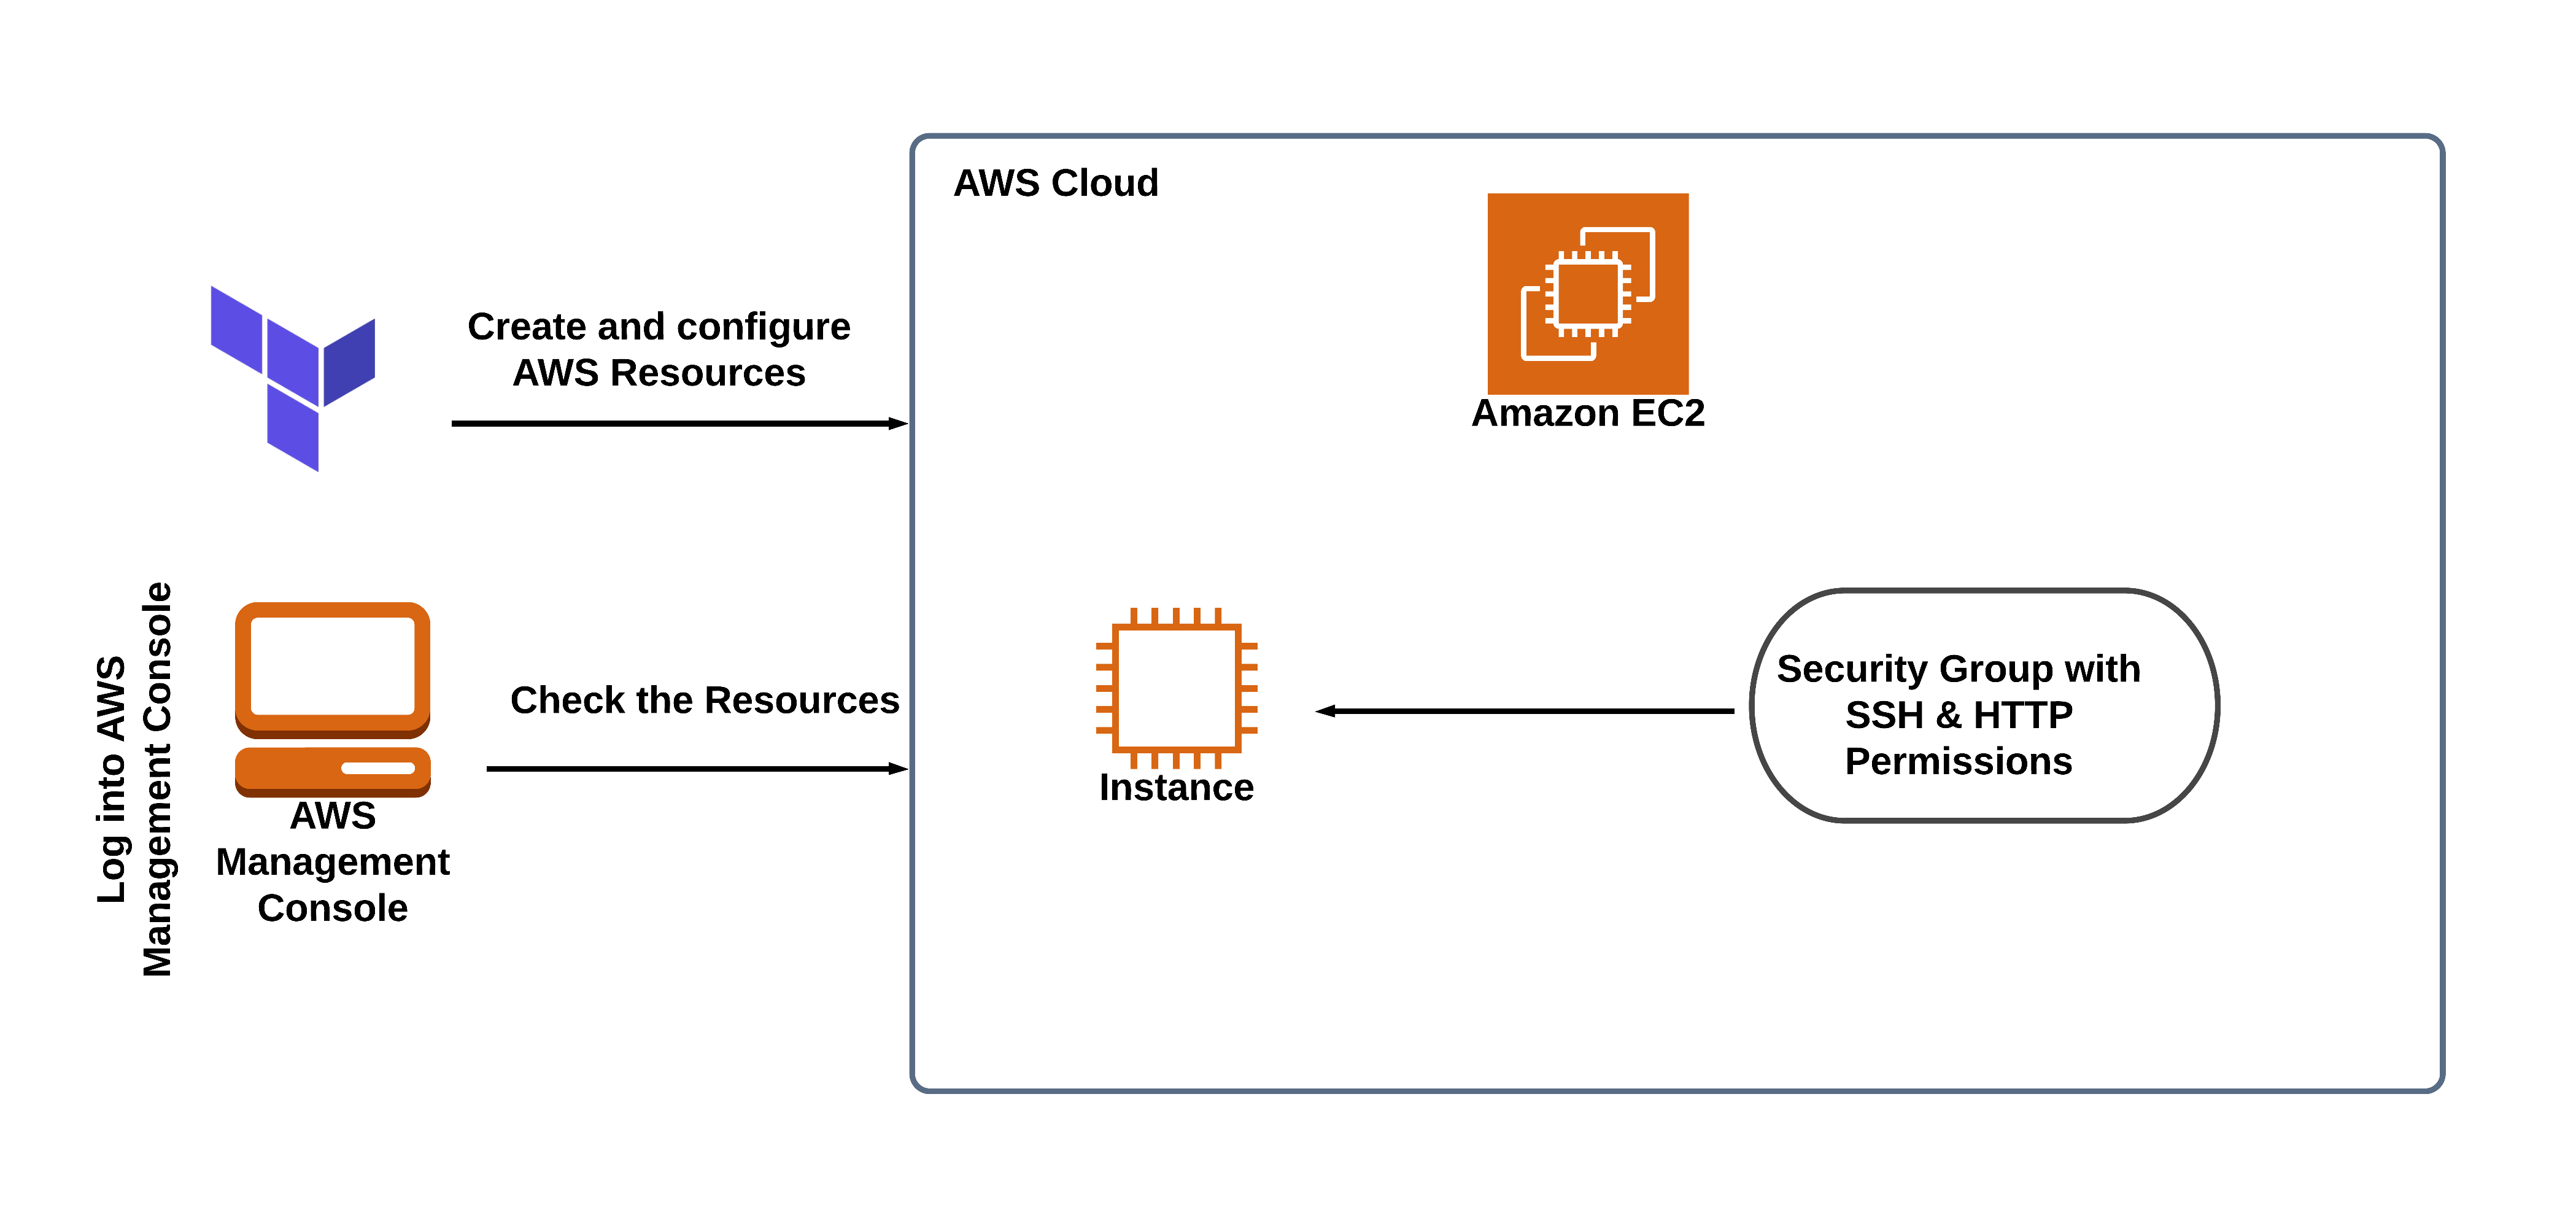 AWS Cloud
Amazon EC2
Create and configure
AWS Resources
Log into AWS
Management Console
AWS
Management
Console
Check the Resources
Instance
Security Group with
SSH & HTTP
Permissions